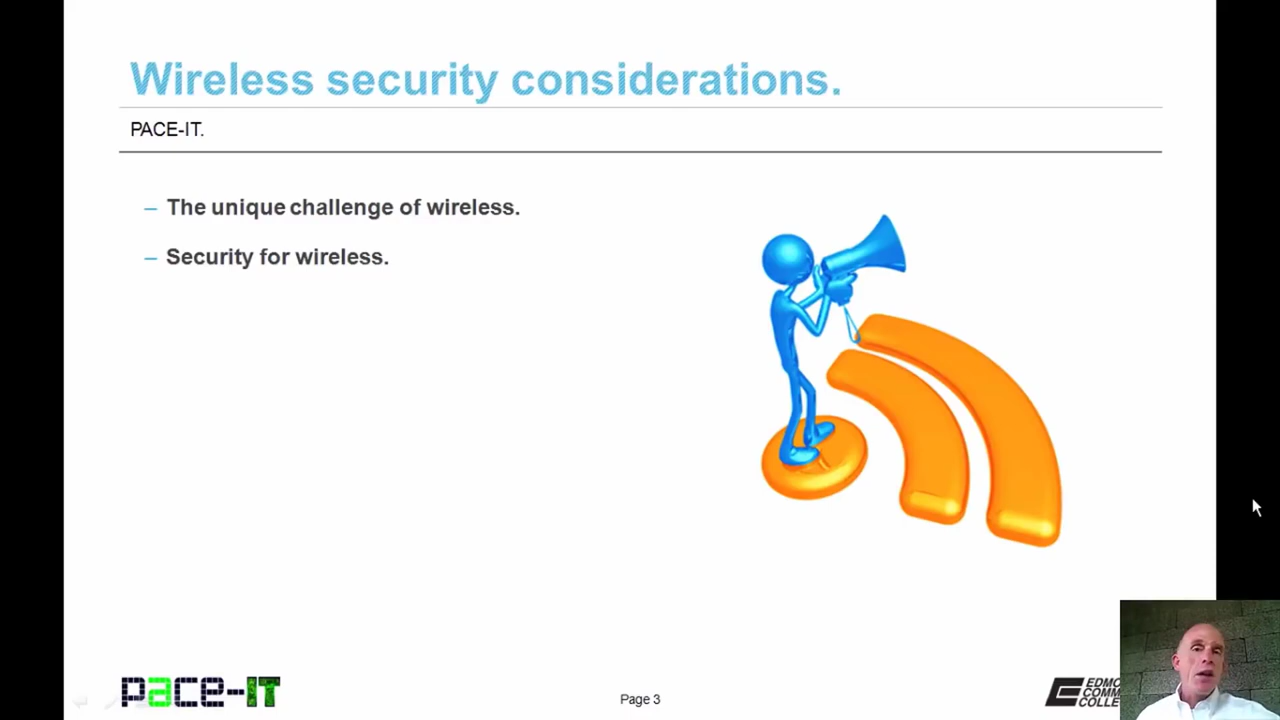 Wireless security considerations.
PACE-IT.
– The unique challenge of wireless.
– Security for wireless.
pace-IT
Page 3